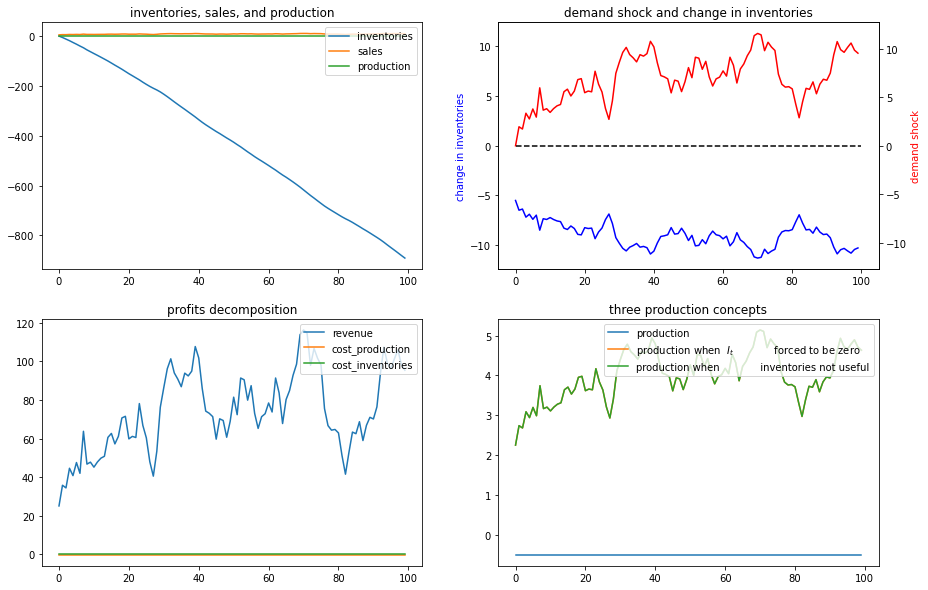 inventories, sales, and production
0
−200
−400
−600
−800
0 20 40 60 80 100
inventories
sales
production
demand shock and change in inventories
change in inventories
10
5
0
−5
−10
0 20 40 60 80 100
10
5
0
−5
−10
demand shock
profits decomposition
120
100
80
60
40
20
0
0 20 40 60 80 100
revenue
cost_production
cost_inventories
three production concepts
5
4
3
2
1
0
0 20 40 60 80 100
production
production when I_t forced to be zero
production when inventories not useful